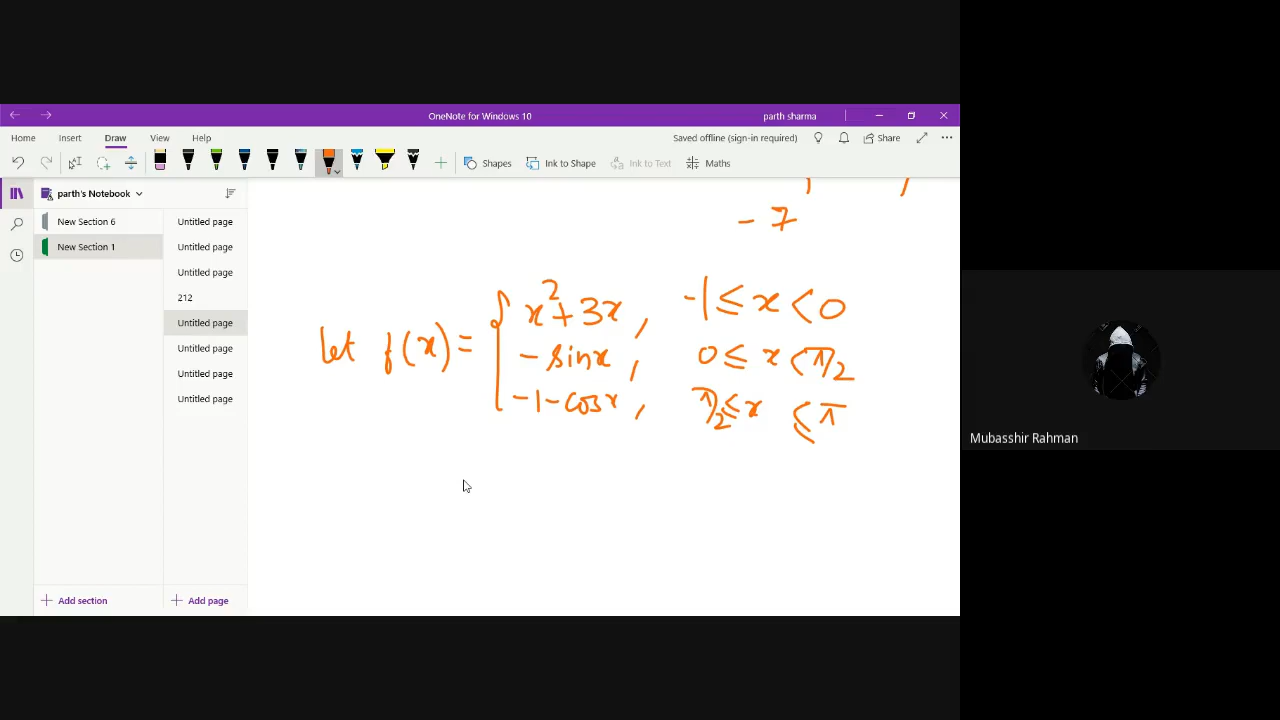 OneNote for Windows 10
parth sharma
Home Insert Draw View Help
Saved offline (sign-in required)
Share
Shapes
Ink to Shape
Ink to Text
Maths
parth's Notebook
New Section 6
New Section 1
Untitled page
Untitled page
Untitled page
212
Untitled page
Untitled page
Untitled page
Untitled page
- 7
let f(x) = { x²+3x, -1 ≤ x < 0
- sinx, 0 ≤ x < π/2
-1-cosx, π/2 ≤ x ≤ π
Mubasshir Rahman
+ Add section
+ Add page